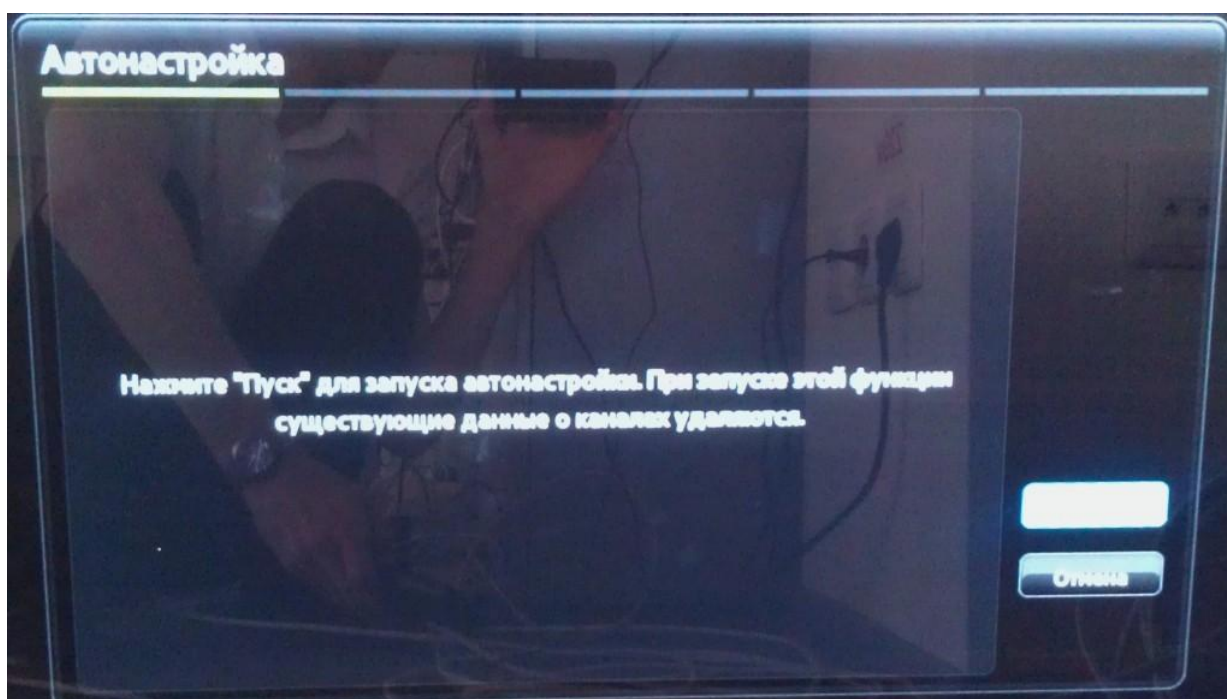 Автонастройка
Нажмите "Пуск" для запуска автонастройки. При запуске этой функции
существующие данные о каналах удаляются.
Отмена